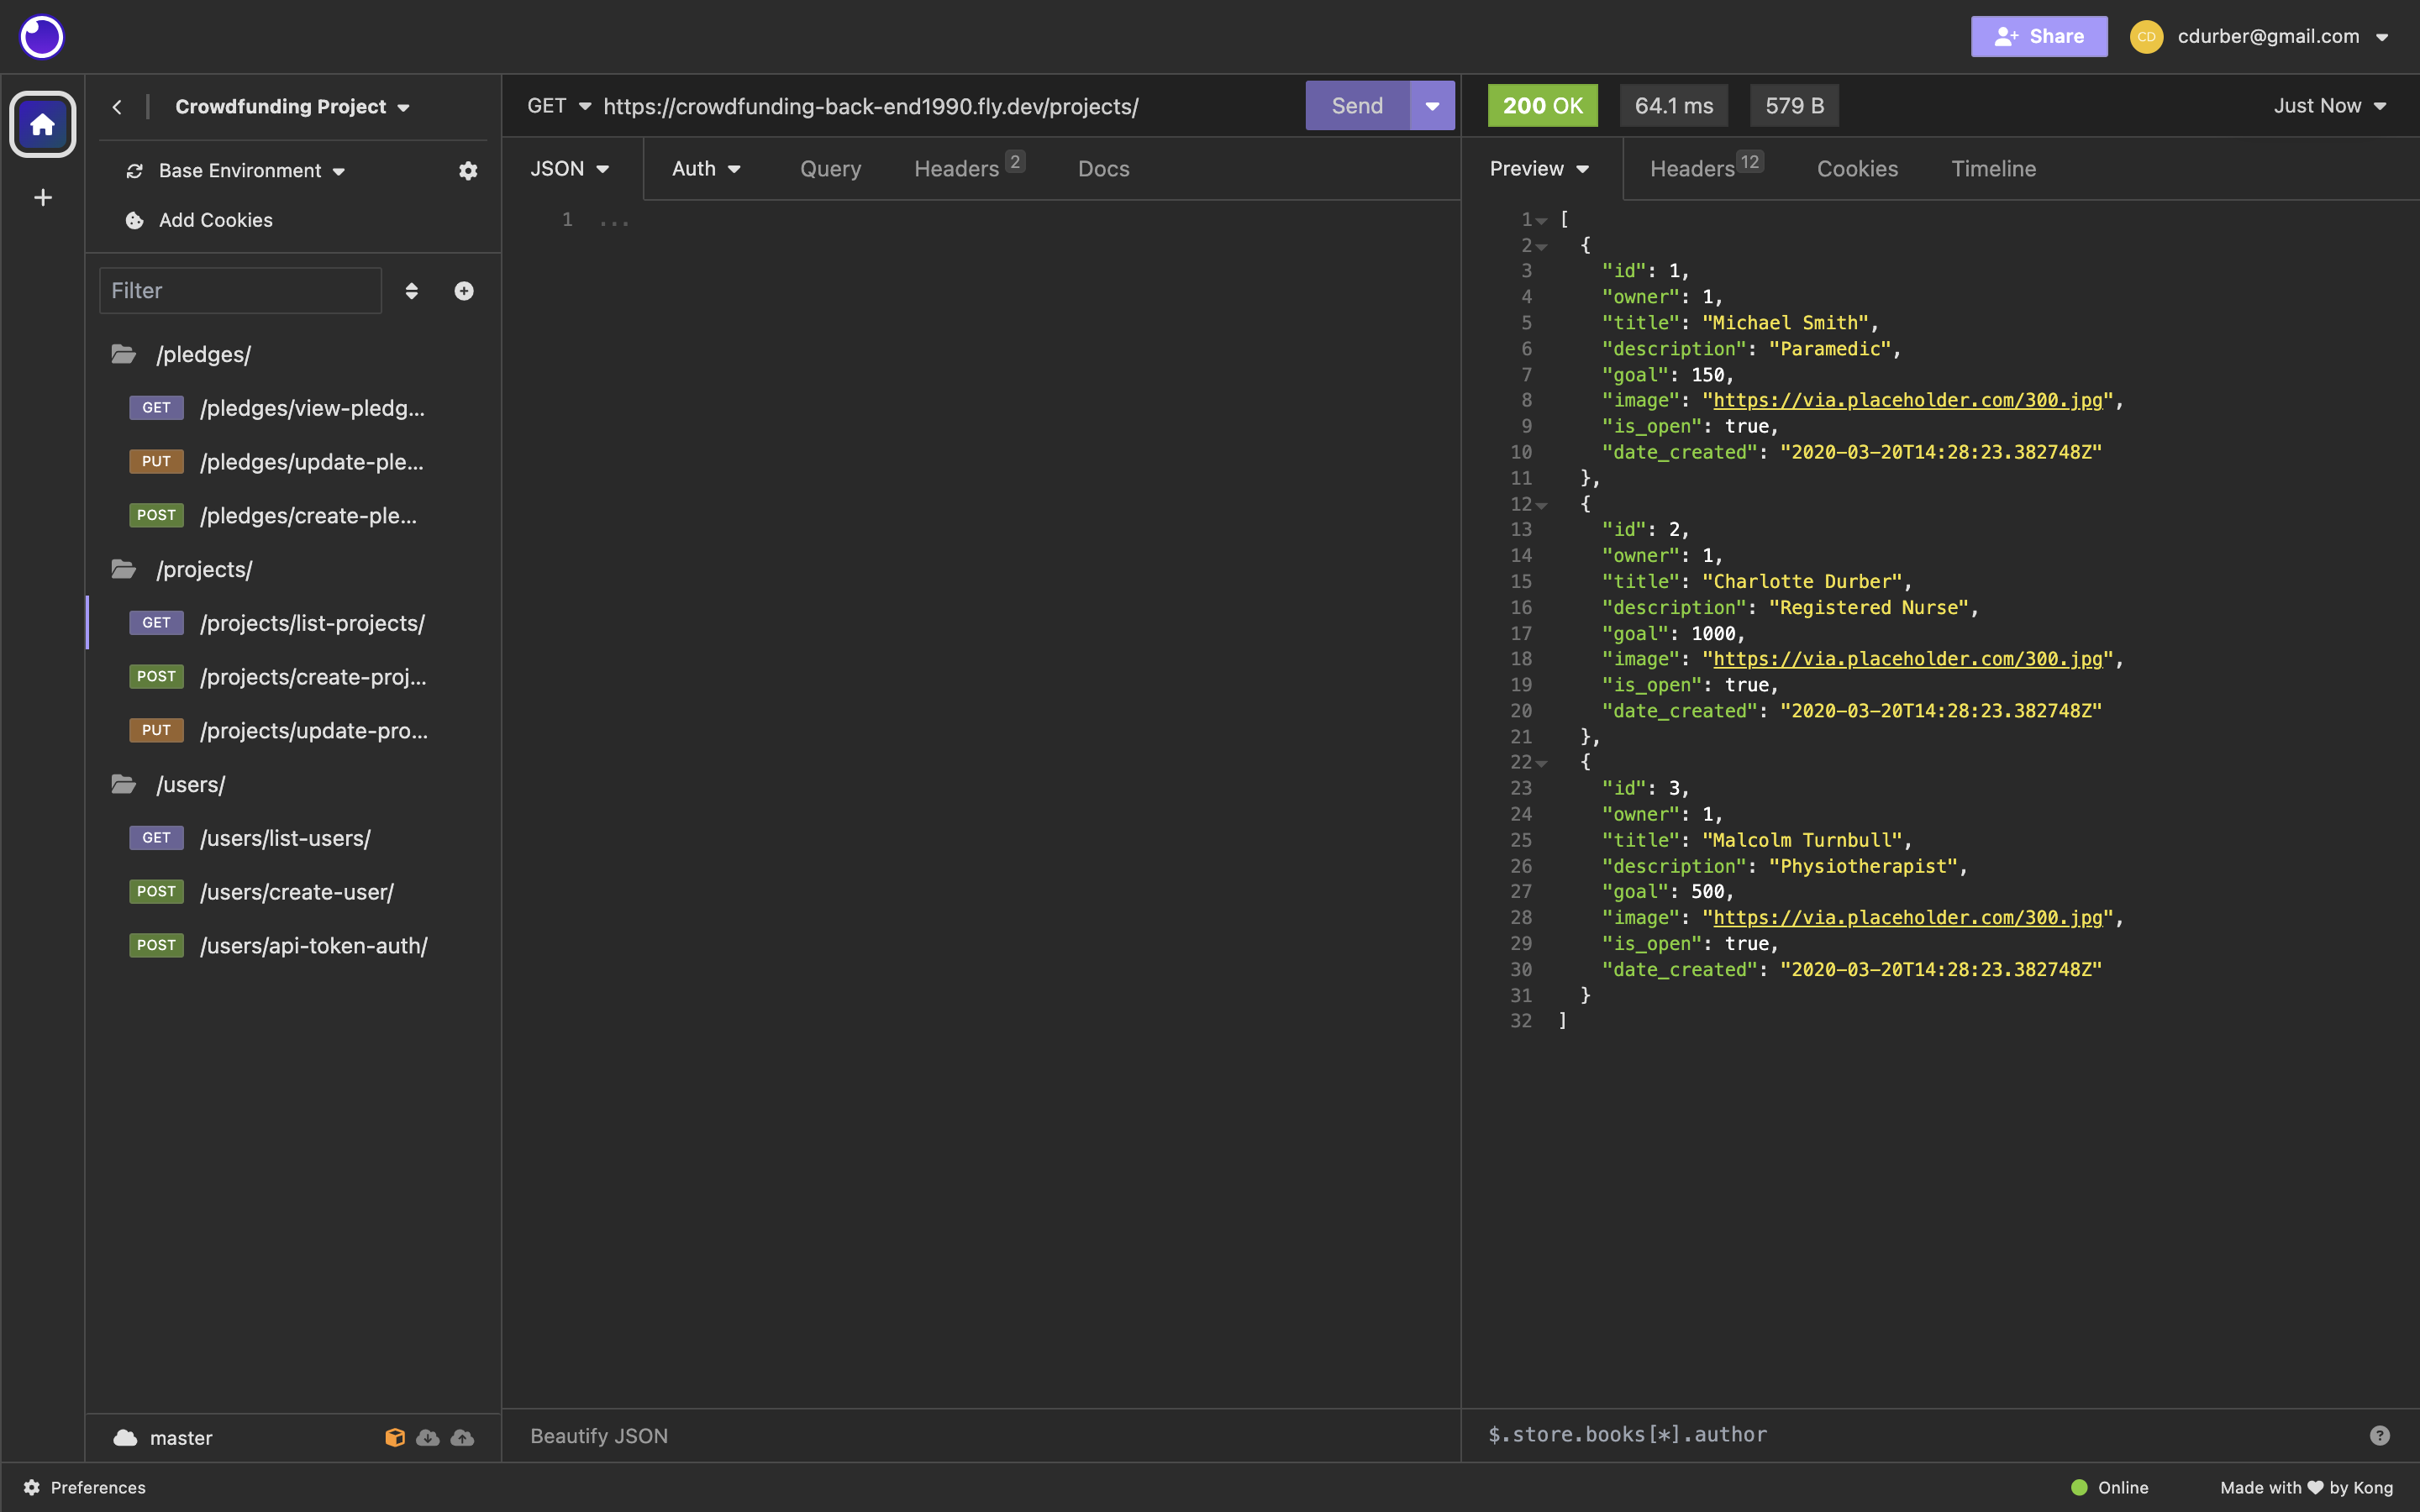 Share
CD
cdurber@gmail.com
Crowdfunding Project
Base Environment
Add Cookies
Filter
/pledges/
GET /pledges/view-pledg...
PUT /pledges/update-ple...
POST /pledges/create-ple...
/projects/
GET /projects/list-projects/
POST /projects/create-proj...
PUT /projects/update-pro...
/users/
GET /users/list-users/
POST /users/create-user/
POST /users/api-token-auth/
master
GET https://crowdfunding-back-end1990.fly.dev/projects/ Send
JSON Auth Query Headers 2 Docs
1 ...
Beautify JSON
200 OK 64.1 ms 579 B Just Now
Preview Headers 12 Cookies Timeline
1 [
2 {
3 "id": 1,
4 "owner": 1,
5 "title": "Michael Smith",
6 "description": "Paramedic",
7 "goal": 150,
8 "image": "https://via.placeholder.com/300.jpg",
9 "is_open": true,
10 "date_created": "2020-03-20T14:28:23.382748Z"
11 },
12 {
13 "id": 2,
14 "owner": 1,
15 "title": "Charlotte Durber",
16 "description": "Registered Nurse",
17 "goal": 1000,
18 "image": "https://via.placeholder.com/300.jpg",
19 "is_open": true,
20 "date_created": "2020-03-20T14:28:23.382748Z"
21 },
22 {
23 "id": 3,
24 "owner": 1,
25 "title": "Malcolm Turnbull",
26 "description": "Physiotherapist",
27 "goal": 500,
28 "image": "https://via.placeholder.com/300.jpg",
29 "is_open": true,
30 "date_created": "2020-03-20T14:28:23.382748Z"
31 }
32 ]
$.store.books[*].author
Preferences
Online
Made with ♥ by Kong